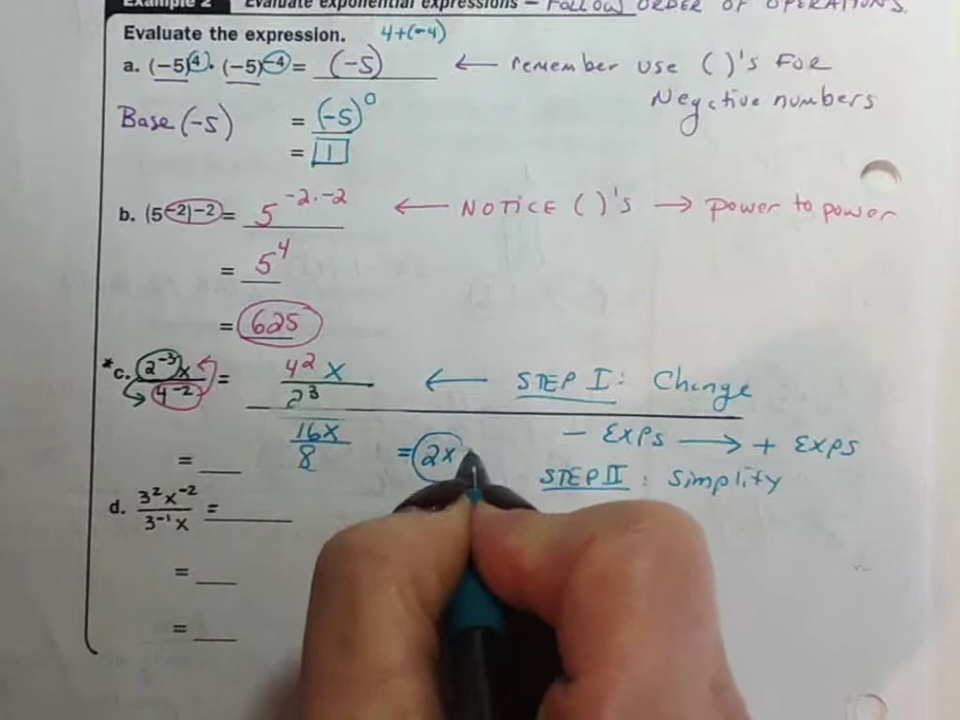 Example 2 Evaluate exponential expressions - FOLLOW ORDER OF OPERATIONS.
Evaluate the expression. 4+(-4)
a. (-5)⁴ · (-5)⁻⁴ = (-5) ← remember use ( )'s FOR
Negative numbers
Base (-5) = (-5)⁰
= 1
b. (5⁻²)⁻² = 5⁻²·⁻² ← NOTICE ( )'s → power to power
= 5⁴
= 625
*c. 2⁻³x / 4⁻² = 4² x / 2³ ← STEP I: Change
- EXPS → + EXPS
= 16x / 8 = 2x
STEP II: Simplify
d. 3²x⁻² / 3⁻¹x =
=
=